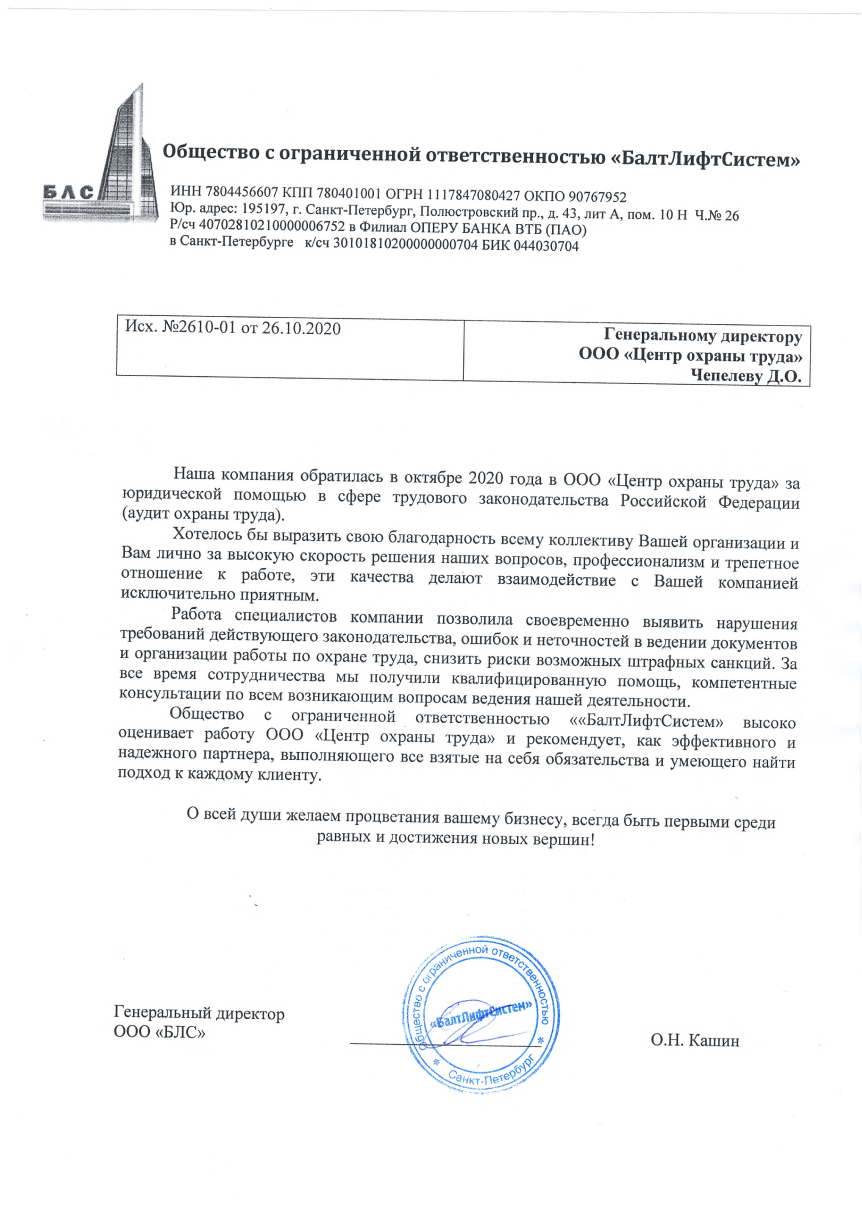 БЛС
Общество с ограниченной ответственностью «БалтЛифтСистем»
ИНН 7804456607 КПП 780401001 ОГРН 1117847080427 ОКПО 90767952
Юр. адрес: 195197, г. Санкт-Петербург, Полюстровский пр., д. 43, лит А, пом. 10 Н Ч.№ 26
Р/сч 40702810210000006752 в Филиал ОПЕРУ БАНКА ВТБ (ПАО)
в Санкт-Петербурге к/сч 30101810200000000704 БИК 044030704
Исх. №2610-01 от 26.10.2020
Генеральному директору
ООО «Центр охраны труда»
Чепелеву Д.О.
Наша компания обратилась в октябре 2020 года в ООО «Центр охраны труда» за
юридической помощью в сфере трудового законодательства Российской Федерации
(аудит охраны труда).
Хотелось бы выразить свою благодарность всему коллективу Вашей организации и
Вам лично за высокую скорость решения наших вопросов, профессионализм и трепетное
отношение к работе, эти качества делают взаимодействие с Вашей компанией
исключительно приятным.
Работа специалистов компании позволила своевременно выявить нарушения
требований действующего законодательства, ошибок и неточностей в ведении документов
и организации работы по охране труда, снизить риски возможных штрафных санкций. За
все время сотрудничества мы получили квалифицированную помощь, компетентные
консультации по всем возникающим вопросам ведения нашей деятельности.
Общество с ограниченной ответственностью ««БалтЛифтСистем» высоко
оценивает работу ООО «Центр охраны труда» и рекомендует, как эффективного и
надежного партнера, выполняющего все взятые на себя обязательства и умеющего найти
подход к каждому клиенту.
О всей души желаем процветания вашему бизнесу, всегда быть первыми среди
равных и достижения новых вершин!
Генеральный директор
ООО «БЛС»
Общество с ограниченной ответственностью
«БалтЛифтСистем»
* Санкт-Петербург *
О.Н. Кашин